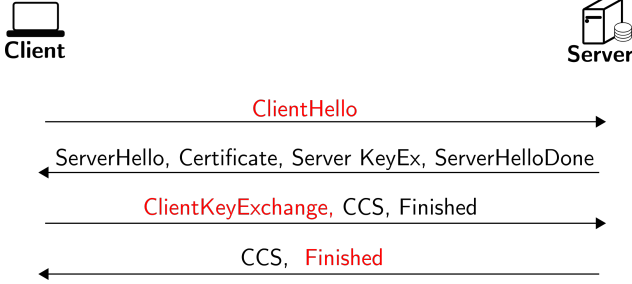 Client
Server
ClientHello
ServerHello, Certificate, Server KeyEx, ServerHelloDone
ClientKeyExchange, CCS, Finished
CCS, Finished